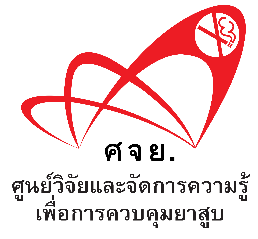 ศจย.
ศูนย์วิจัยและจัดการความรู้
เพื่อการควบคุมยาสูบ